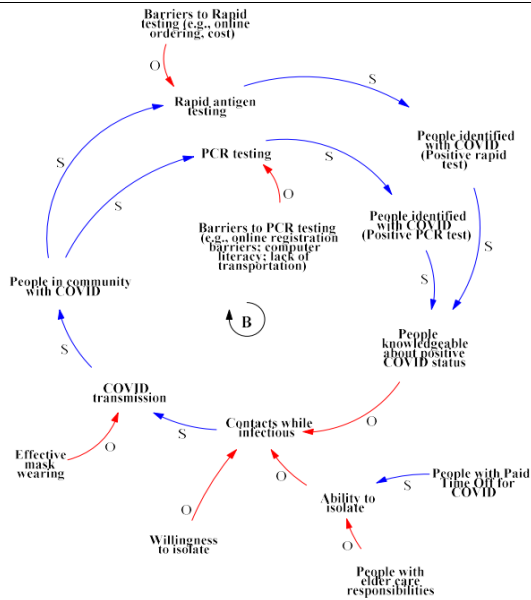 Barriers to Rapid
testing (e.g., online
ordering, cost)
O
Rapid antigen
testing
S
People identified
with COVID
(Positive rapid
test)
S
PCR testing
S
S
O
Barriers to PCR testing
(e.g., online registration
barriers; computer
literacy; lack of
transportation)
People identified
with COVID
(Positive PCR test)
S
S
People in community
with COVID
B
People
knowledgeable
about positive
COVID status
S
COVID
transmission
O
Contacts while
infectious
S
O
Effective
mask
wearing
O
O
People with Paid
Time Off for
COVID
S
Ability to
isolate
O
Willingness
to isolate
O
People with
elder care
responsibilities